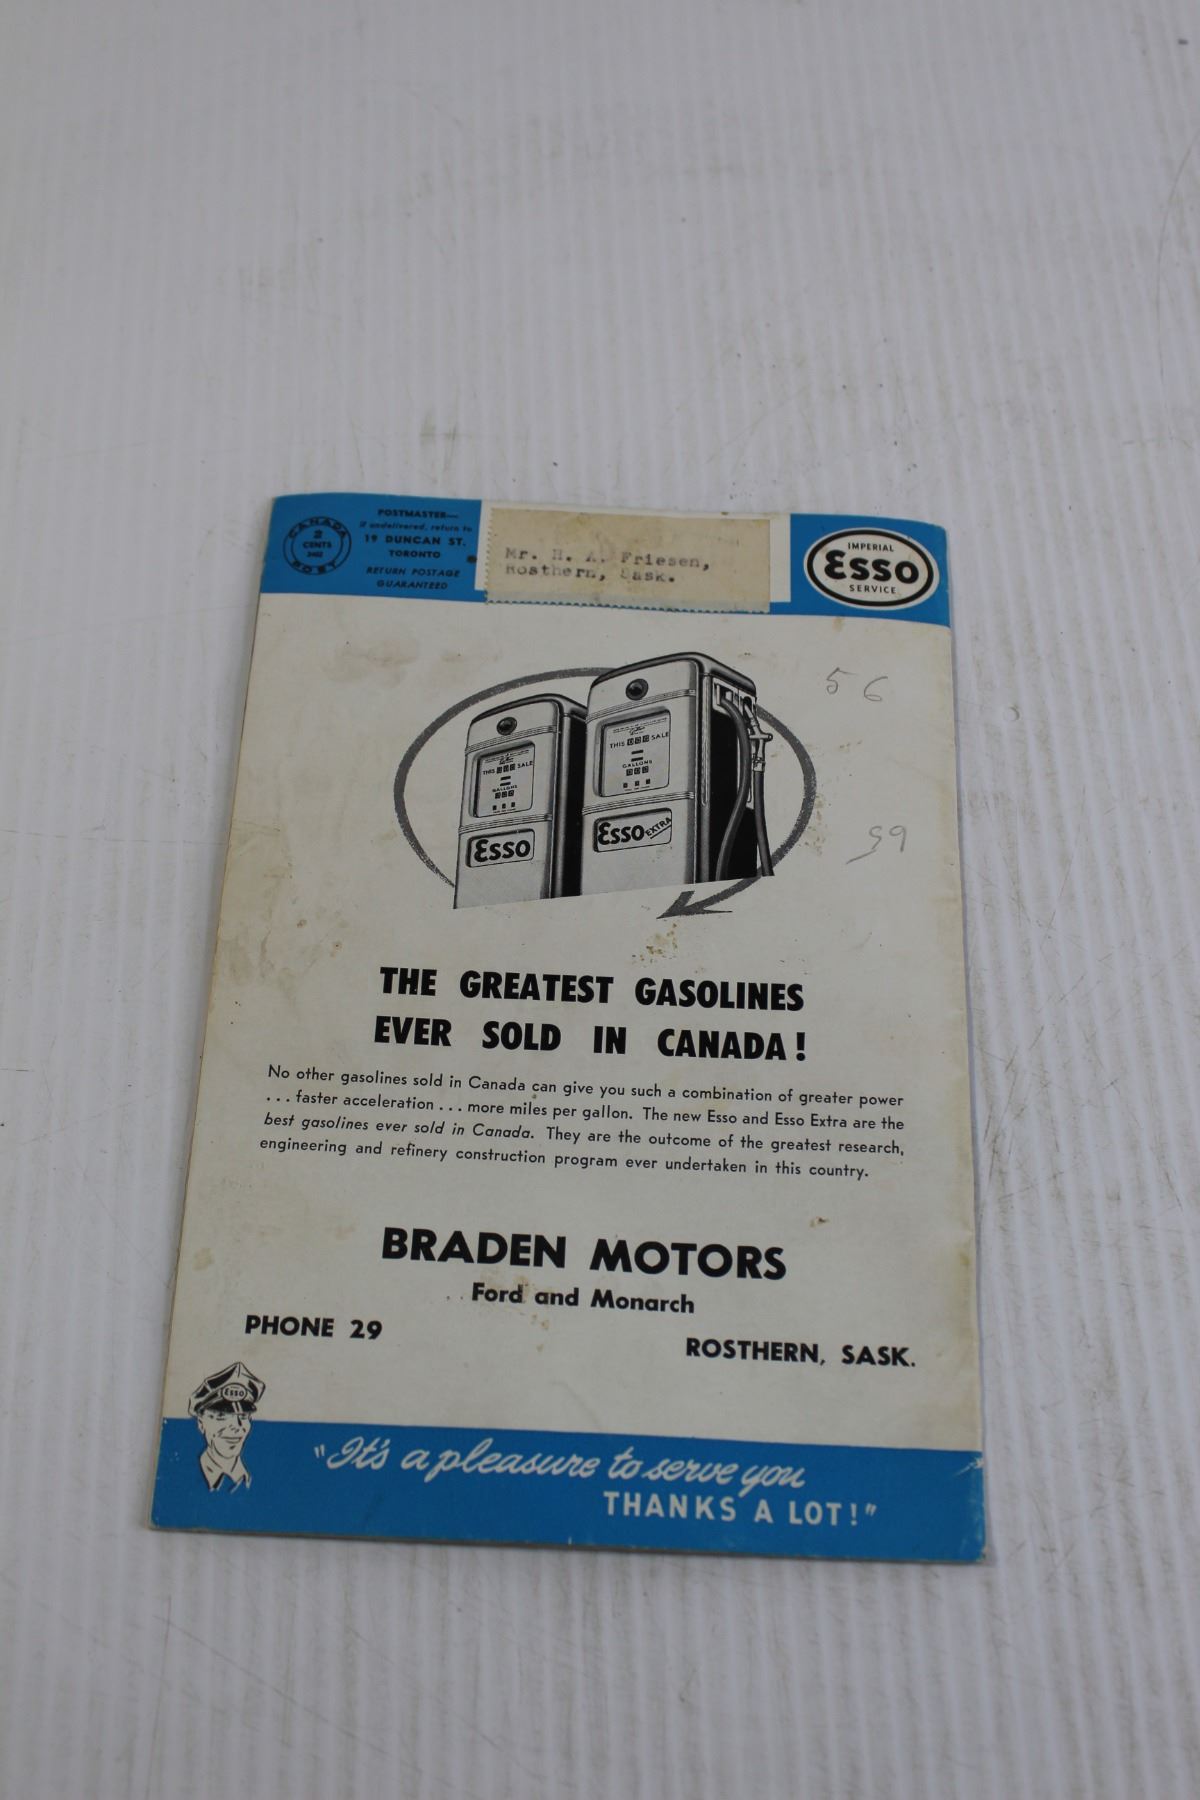 CANADA
2
CENTS
POST
POSTMASTER—
if undelivered, return to
19 DUNCAN ST.
TORONTO
RETURN POSTAGE
GUARANTEED
Mr. H. A. Friesen,
Rosthern, Sask.
IMPERIAL
Esso
SERVICE
56
THIS SALE
GALLONS
Esso
THIS SALE
GALLONS
Esso EXTRA
59
THE GREATEST GASOLINES
EVER SOLD IN CANADA!
No other gasolines sold in Canada can give you such a combination of greater power
... faster acceleration ... more miles per gallon. The new Esso and Esso Extra are the
best gasolines ever sold in Canada. They are the outcome of the greatest research,
engineering and refinery construction program ever undertaken in this country.
BRADEN MOTORS
Ford and Monarch
PHONE 29
ROSTHERN, SASK.
ESSO
"It's a pleasure to serve you
THANKS A LOT!"